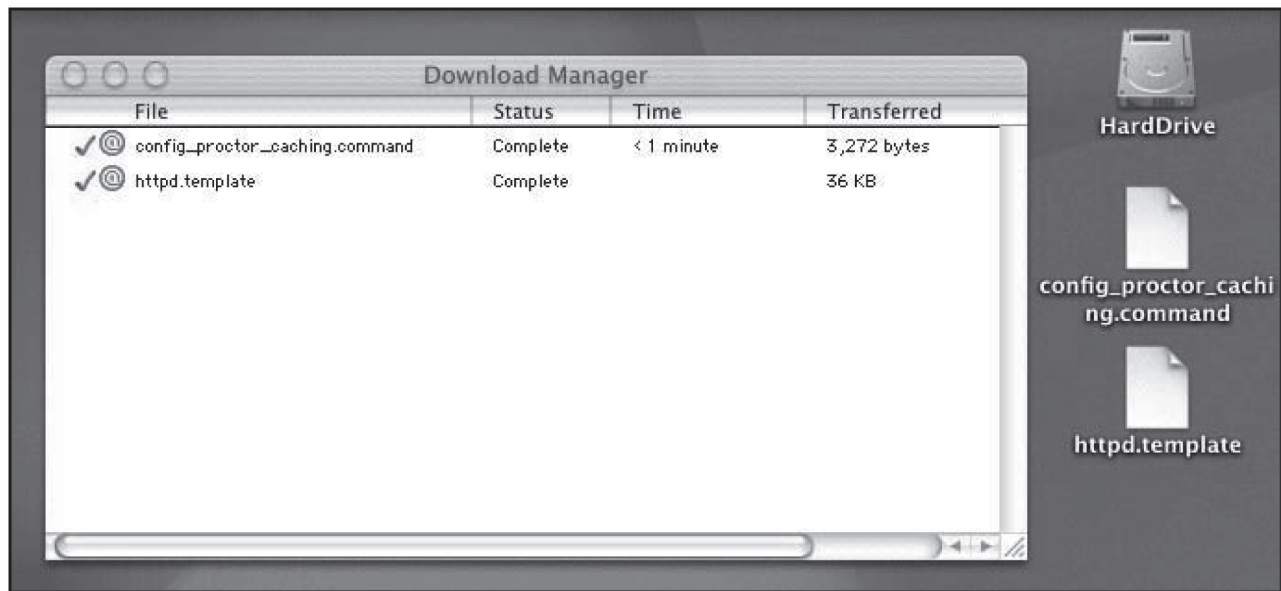 Download Manager
File Status Time Transferred
config_proctor_caching.command Complete < 1 minute 3,272 bytes
httpd.template Complete 36 KB
HardDrive
config_proctor_cachi
ng.command
httpd.template